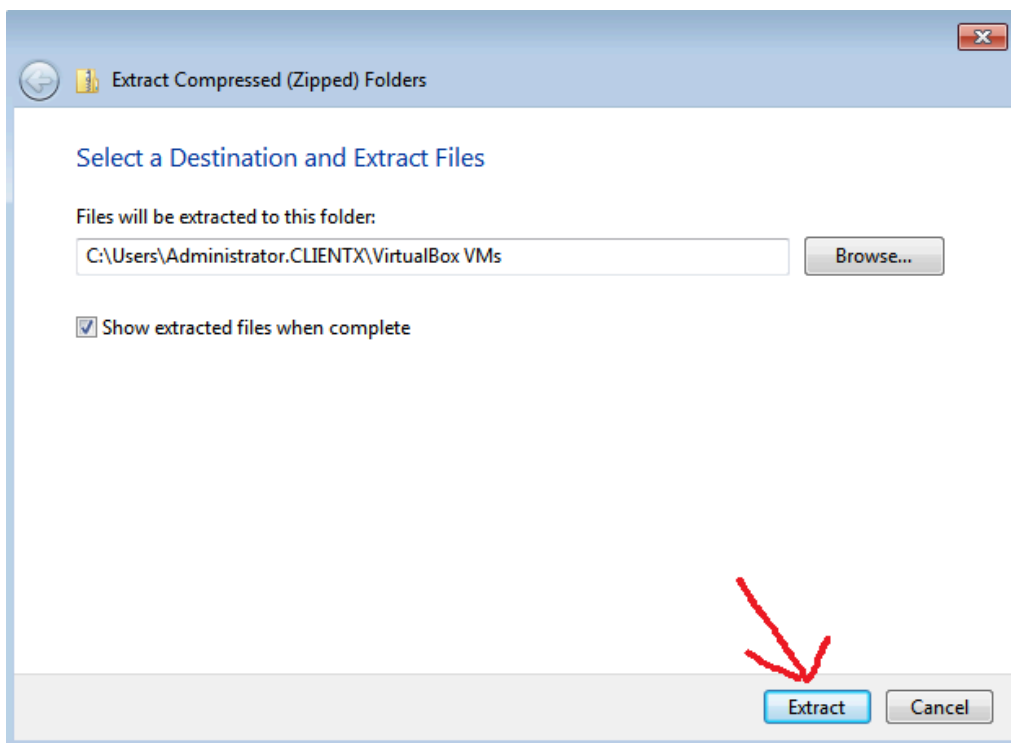 Extract Compressed (Zipped) Folders
Select a Destination and Extract Files
Files will be extracted to this folder:
C:\Users\Administrator.CLIENTX\VirtualBox VMs
Browse...
Show extracted files when complete
Extract
Cancel